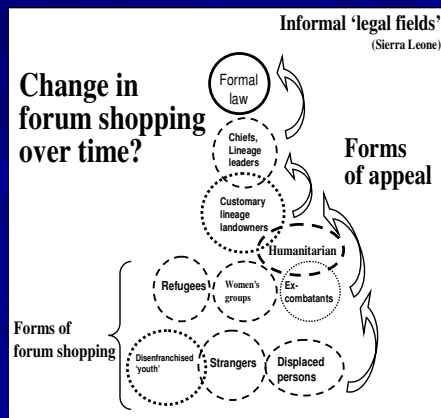 Informal ‘legal fields’
(Sierra Leone)
Change in
forum shopping
over time?
Formal
law
Chiefs,
Lineage
leaders
Forms
of appeal
Customary
lineage
landowners
Humanitarian
Refugees
Women's
groups
Ex-
combatants
Forms of
forum shopping
Disenfranchised
‘youth’
Strangers
Displaced
persons